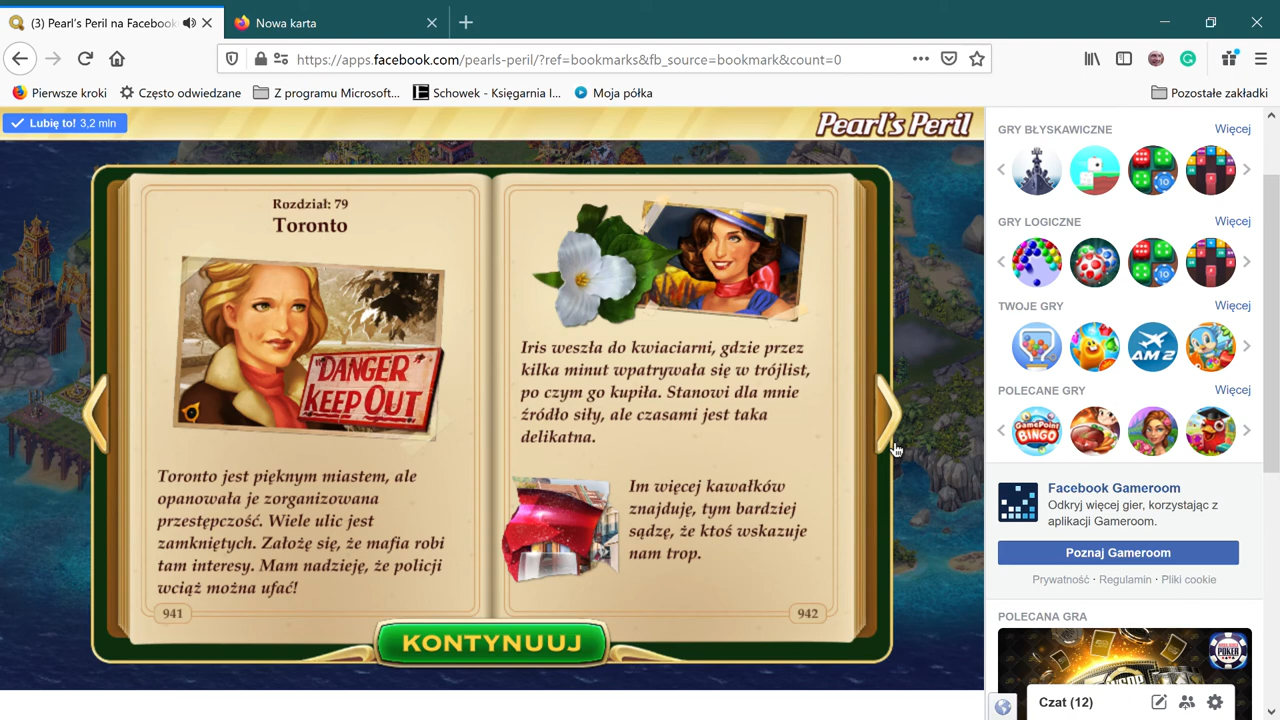 (3) Pearl's Peril na Facebook
Nowa karta
https://apps.facebook.com/pearls-peril/?ref=bookmarks&fb_source=bookmark&count=0
Pierwsze kroki
Często odwiedzane
Z programu Microsoft...
Schowek - Księgarnia I...
Moja półka
Pozostałe zakładki
Lubię to! 3,2 mln
Pearl's Peril
Rozdział: 79
Toronto
DANGER
KEEP OUT
Toronto jest pięknym miastem, ale
opanowała je zorganizowana
przestępczość. Wiele ulic jest
zamkniętych. Założę się, że mafia robi
tam interesy. Mam nadzieję, że policji
wciąż można ufać!
941
Iris weszła do kwiaciarni, gdzie przez
kilka minut wpatrywała się w trójlist,
po czym go kupiła. Stanowi dla mnie
źródło siły, ale czasami jest taka
delikatna.
Im więcej kawałków
znajduję, tym bardziej
sądzę, że ktoś wskazuje
nam trop.
942
KONTYNUUJ
GRY BŁYSKAWICZNE
Więcej
10
GRY LOGICZNE
Więcej
10
TWOJE GRY
Więcej
AM 2
POLECANE GRY
Więcej
GamePoint
BINGO
Facebook Gameroom
Odkryj więcej gier, korzystając z
aplikacji Gameroom.
Poznaj Gameroom
Prywatność · Regulamin · Pliki cookie
POLECANA GRA
POKER
Czat (12)